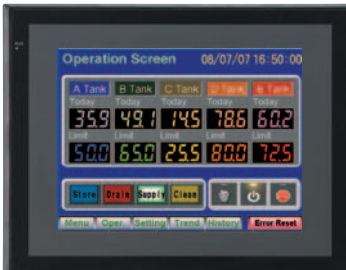 Operation Screen 08/07/07 16:50:00
A Tank B Tank C Tank D Tank E Tank
Today Today Today Today Today
35.9 49.1 14.5 78.6 60.2
Limit Limit Limit Limit Limit
50.0 65.0 25.5 80.0 72.5
Store Drain Supply Clean
Menu Oper. Setting Trend History Error Reset